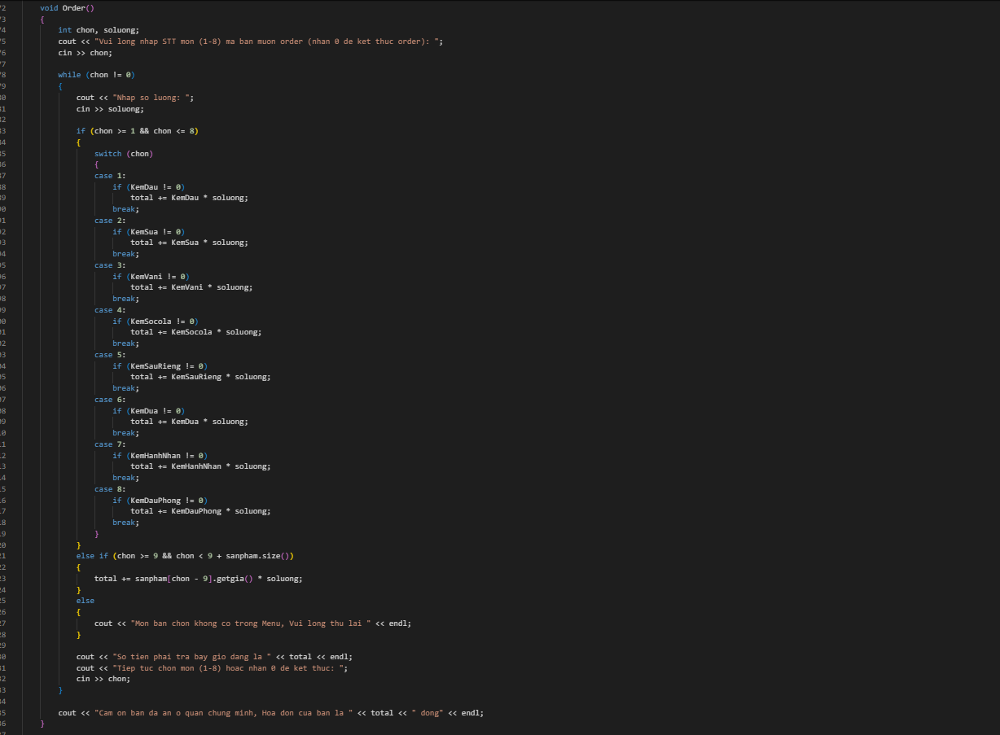 void Order()
{
int chon, soluong;
cout << "Vui long nhap STT mon (1-8) ma ban muon order (nhan 0 de ket thuc order): ";
cin >> chon;
while (chon != 0)
{
cout << "Nhap so luong: ";
cin >> soluong;
if (chon >= 1 && chon <= 8)
{
switch (chon)
{
case 1:
if (KemDau != 0)
total += KemDau * soluong;
break;
case 2:
if (KemSua != 0)
total += KemSua * soluong;
break;
case 3:
if (KemVani != 0)
total += KemVani * soluong;
break;
case 4:
if (KemSocola != 0)
total += KemSocola * soluong;
break;
case 5:
if (KemSauRieng != 0)
total += KemSauRieng * soluong;
break;
case 6:
if (KemDua != 0)
total += KemDua * soluong;
break;
case 7:
if (KemHanhNhan != 0)
total += KemHanhNhan * soluong;
break;
case 8:
if (KemDauPhong != 0)
total += KemDauPhong * soluong;
break;
}
}
else if (chon >= 9 && chon < 9 + sanpham.size())
{
total += sanpham[chon - 9].getgia() * soluong;
}
else
{
cout << "Mon ban chon khong co trong Menu, Vui long thu lai " << endl;
}
cout << "So tien phai tra bay gio dang la " << total << endl;
cout << "Tiep tuc chon mon (1-8) hoac nhan 0 de ket thuc: ";
cin >> chon;
}
cout << "Cam on ban da an o quan chung minh, Hoa don cua ban la " << total << " dong" << endl;
}